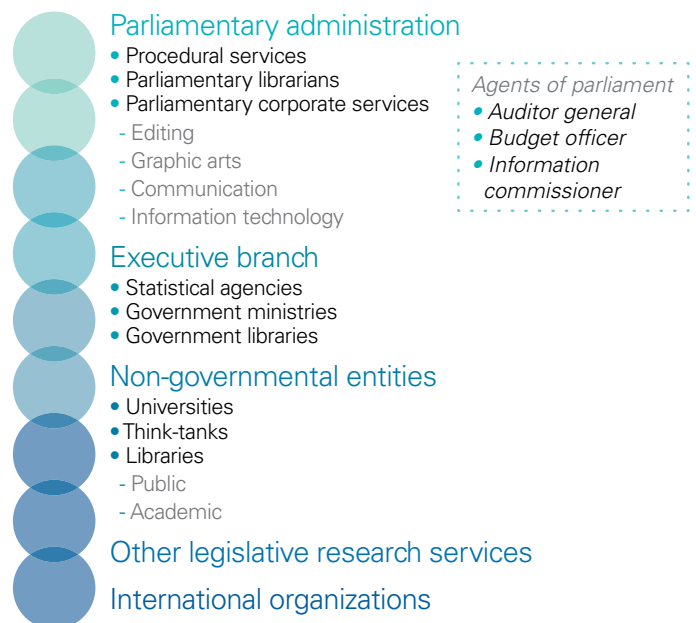 Parliamentary administration
• Procedural services
• Parliamentary librarians
• Parliamentary corporate services
- Editing
- Graphic arts
- Communication
- Information technology
Agents of parliament
• Auditor general
• Budget officer
• Information
commissioner
Executive branch
• Statistical agencies
• Government ministries
• Government libraries
Non-governmental entities
• Universities
• Think-tanks
• Libraries
- Public
- Academic
Other legislative research services
International organizations